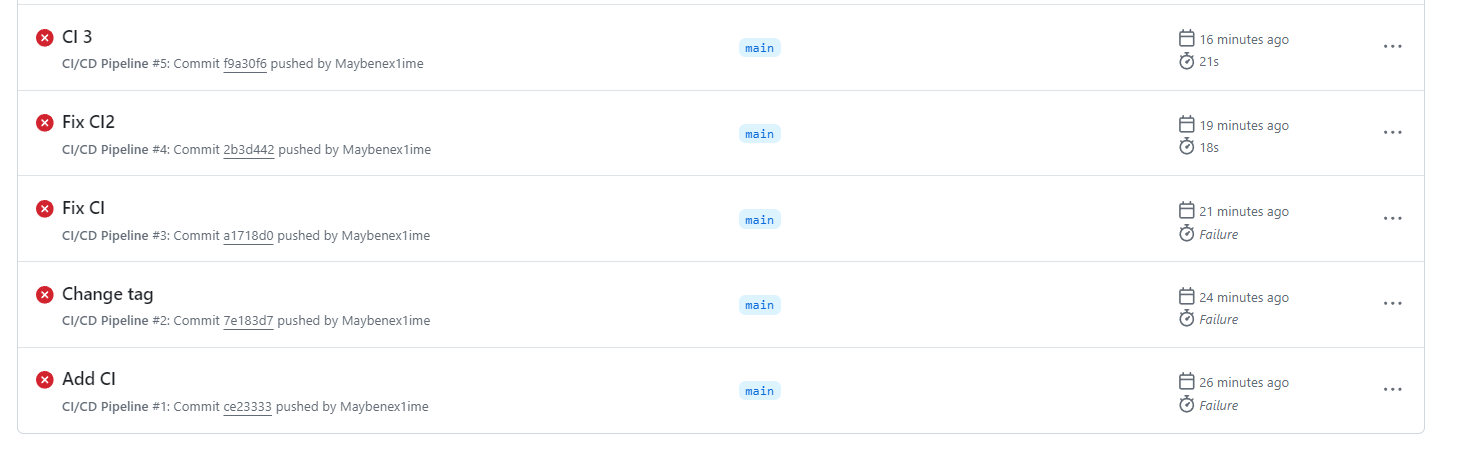 CI 3
CI/CD Pipeline #5: Commit f9a30f6 pushed by Maybenex1ime
main
16 minutes ago
21s
Fix CI2
CI/CD Pipeline #4: Commit 2b3d442 pushed by Maybenex1ime
main
19 minutes ago
18s
Fix CI
CI/CD Pipeline #3: Commit a1718d0 pushed by Maybenex1ime
main
21 minutes ago
Failure
Change tag
CI/CD Pipeline #2: Commit 7e183d7 pushed by Maybenex1ime
main
24 minutes ago
Failure
Add CI
CI/CD Pipeline #1: Commit ce23333 pushed by Maybenex1ime
main
26 minutes ago
Failure